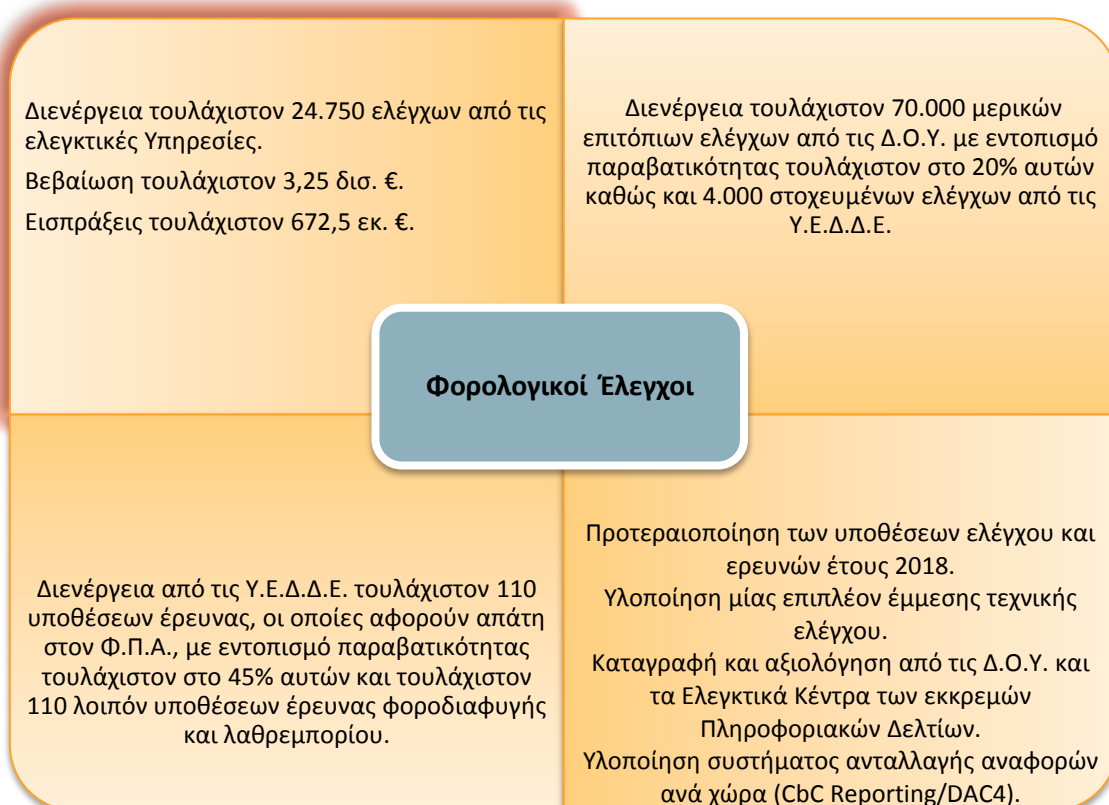 Διενέργεια τουλάχιστον 24.750 ελέγχων από τις
ελεγκτικές Υπηρεσίες.
Βεβαίωση τουλάχιστον 3,25 δισ. €.
Εισπράξεις τουλάχιστον 672,5 εκ. €.
Διενέργεια τουλάχιστον 70.000 μερικών
επιτόπιων ελέγχων από τις Δ.Ο.Υ. με εντοπισμό
παραβατικότητας τουλάχιστον στο 20% αυτών
καθώς και 4.000 στοχευμένων ελέγχων από τις
Υ.Ε.Δ.Δ.Ε.
Φορολογικοί Έλεγχοι
Διενέργεια από τις Υ.Ε.Δ.Δ.Ε. τουλάχιστον 110
υποθέσεων έρευνας, οι οποίες αφορούν απάτη
στον Φ.Π.Α., με εντοπισμό παραβατικότητας
τουλάχιστον στο 45% αυτών και τουλάχιστον
110 λοιπόν υποθέσεων έρευνας φοροδιαφυγής
και λαθρεμπορίου.
Προτεραιοποίηση των υποθέσεων ελέγχου και
ερευνών έτους 2018.
Υλοποίηση μίας επιπλέον έμμεσης τεχνικής
ελέγχου.
Καταγραφή και αξιολόγηση από τις Δ.Ο.Υ. και
τα Ελεγκτικά Κέντρα των εκκρεμών
Πληροφοριακών Δελτίων.
Υλοποίηση συστήματος ανταλλαγής αναφορών
ανά χώρα (CbC Reporting/DAC4).